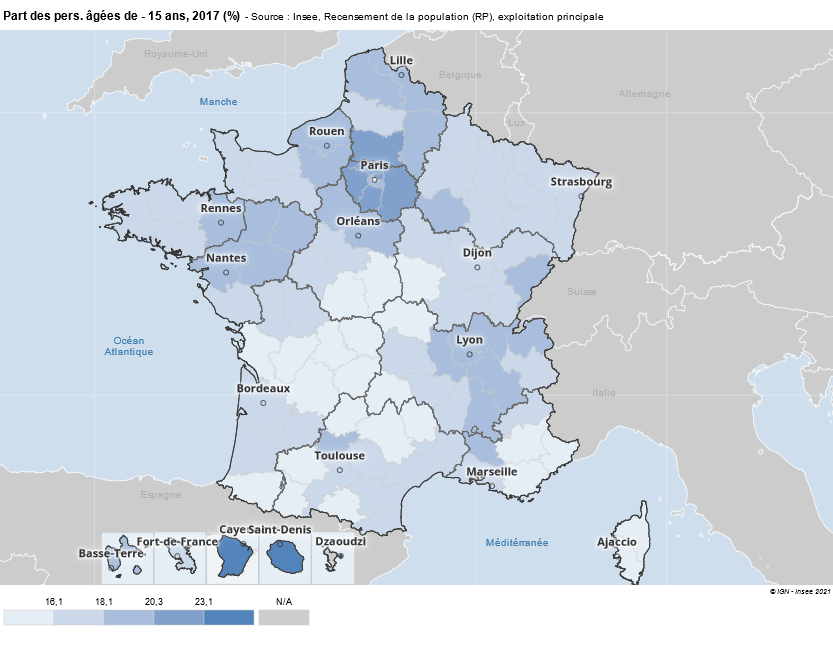 Part des pers. âgées de - 15 ans, 2017 (%) - Source : Insee, Recensement de la population (RP), exploitation principale
Royaume-Uni
Lille
Belgique
Allemagne
Manche
Lux.
Rouen
Paris
Strasbourg
Rennes
Orléans
Nantes
Dijon
Suisse
Océan
Atlantique
Lyon
Bordeaux
Italie
Toulouse
Marseille
Espagne
Caye
Saint-Denis
Fort-de-France
Dzaoudzi
Basse-Terre
Méditérranée
Ajaccio
© IGN - Insee 2021
16,1 18,1 20,3 23,1 N/A